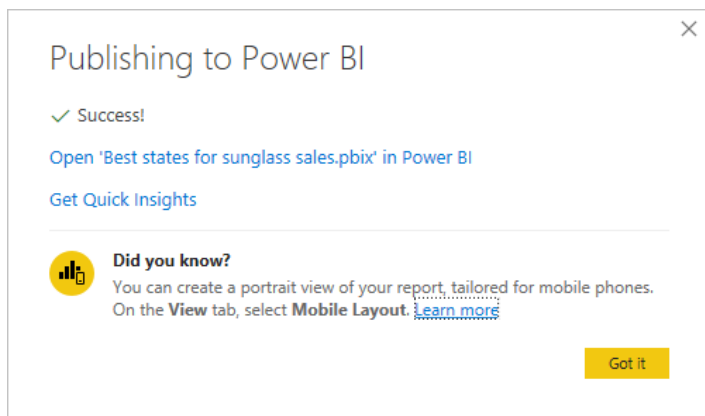 Publishing to Power BI
Success!
Open 'Best states for sunglass sales.pbix' in Power BI
Get Quick Insights
Did you know?
You can create a portrait view of your report, tailored for mobile phones.
On the View tab, select Mobile Layout. Learn more
Got it